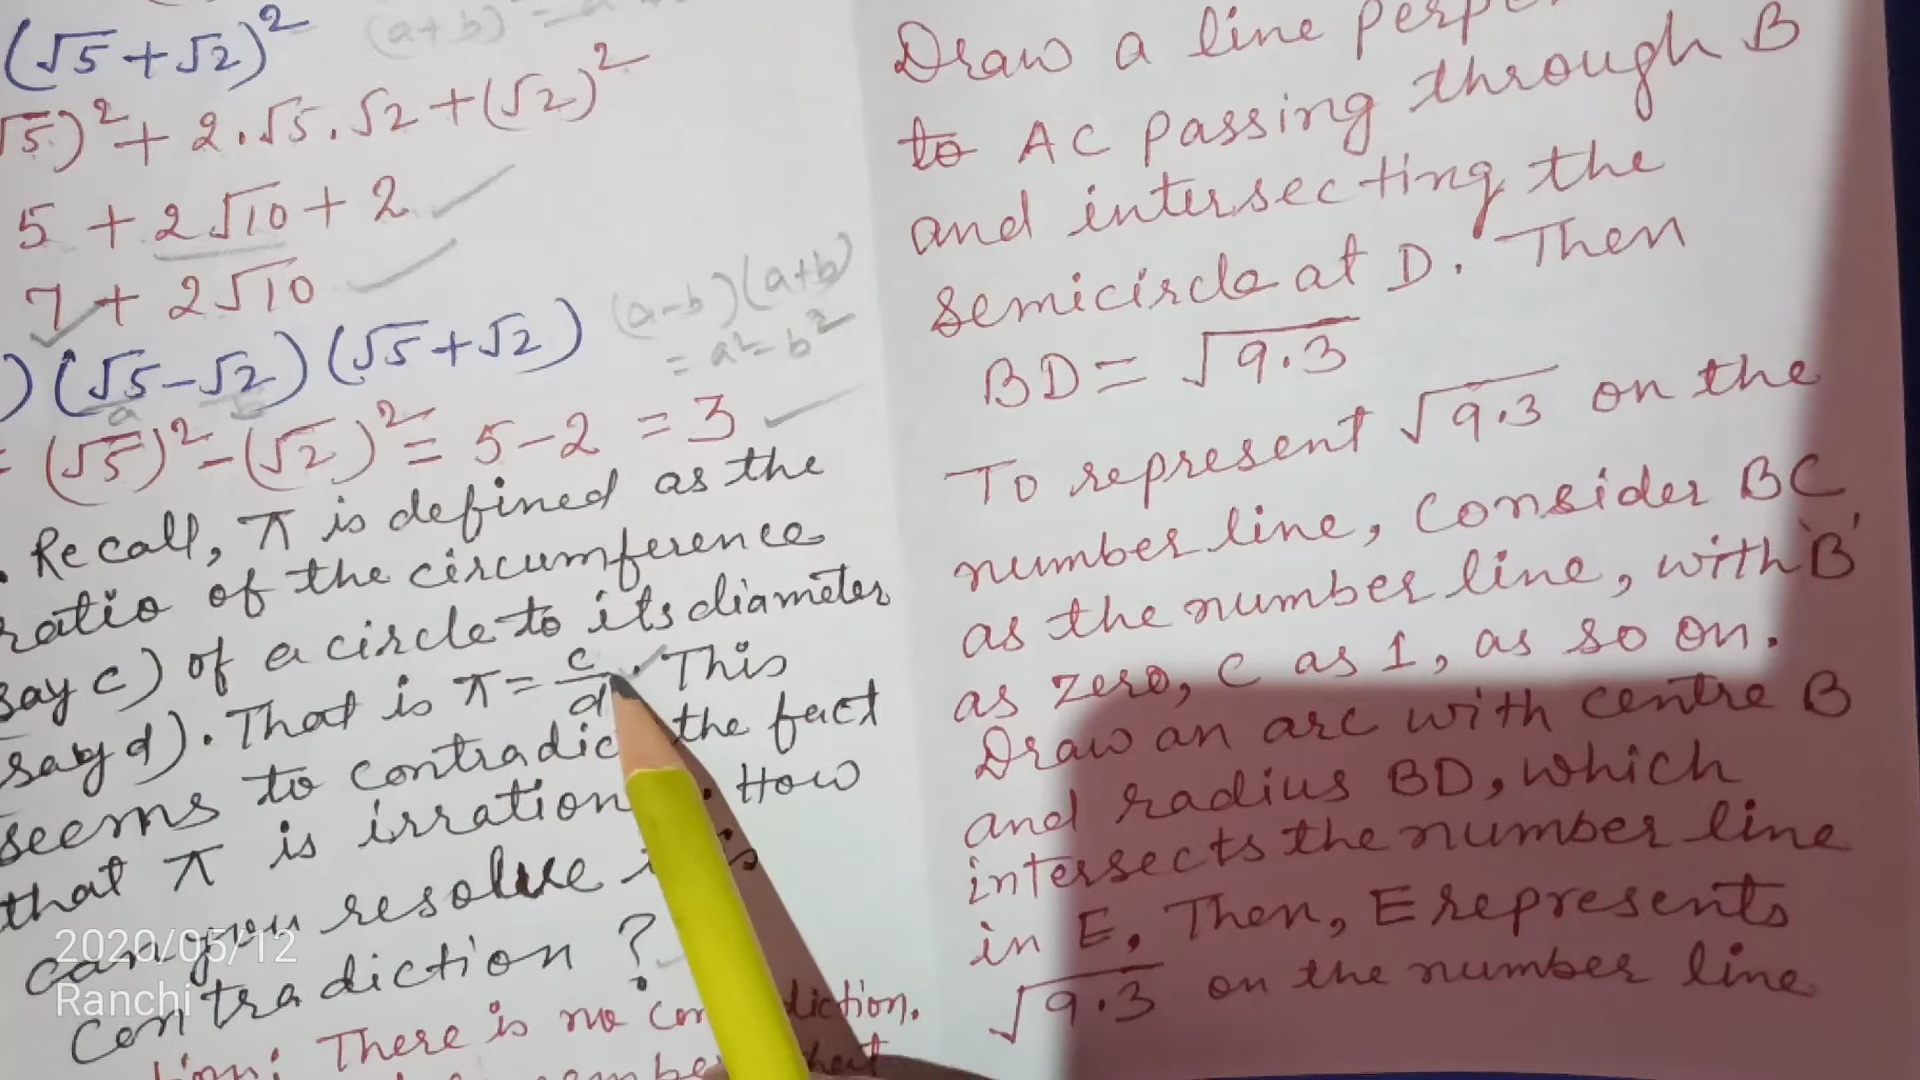 (√5+√2)²
(a+b)² =
√5)²+2·√5·√2+(√2)²
5 + 2√10+2
7 + 2√10
)(√5-√2)(√5+√2)
a b
(a-b)(a+b)
= a²-b²
= (√5)²-(√2)²= 5-2 = 3
. Recall, π is defined as the
ratio of the circumference
say c) of a circle to its diameter
say d). That is π = c/d. This
seems to contradic the fact
that π is irration . How
can you resolve is
contradiction?
tion: There is no con diction.
Draw a line perpe
to AC passing through B
and intersecting the
semicircle at D. Then
BD = √9.3
To represent √9.3 on the
number line, consider BC
as the number line, with 'B'
as zero, C as 1, as so on.
Draw an arc with centre B
and radius BD, which
intersects the number line
in E. Then, E represents
√9.3 on the number line
2020/05/12
Ranchi